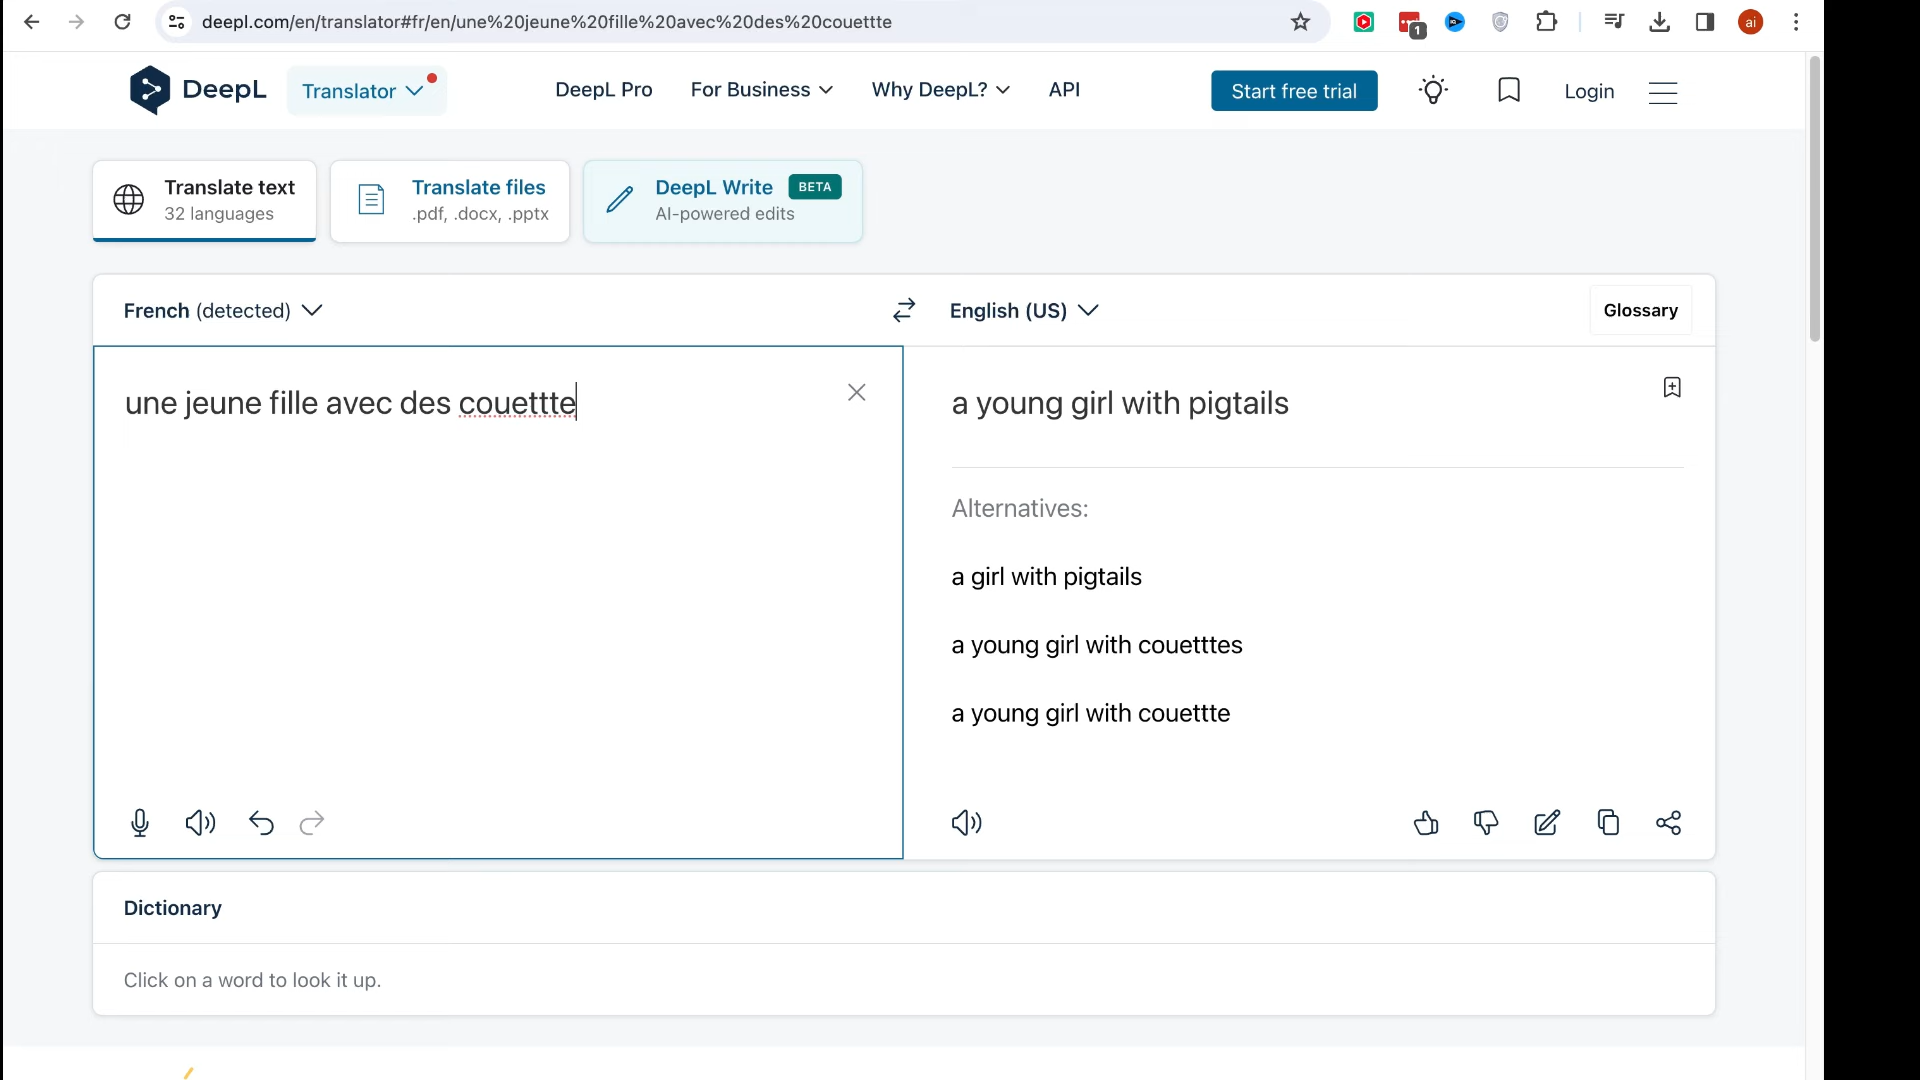 deepl.com/en/translator#fr/en/une%20jeune%20fille%20avec%20des%20couettte
1
ai
DeepL
Translator
DeepL Pro
For Business
Why DeepL?
API
Start free trial
Login
Translate text
32 languages
Translate files
.pdf, .docx, .pptx
DeepL Write BETA
AI-powered edits
French (detected)
English (US)
Glossary
une jeune fille avec des couettte
a young girl with pigtails
Alternatives:
a girl with pigtails
a young girl with couetttes
a young girl with couettte
Dictionary
Click on a word to look it up.